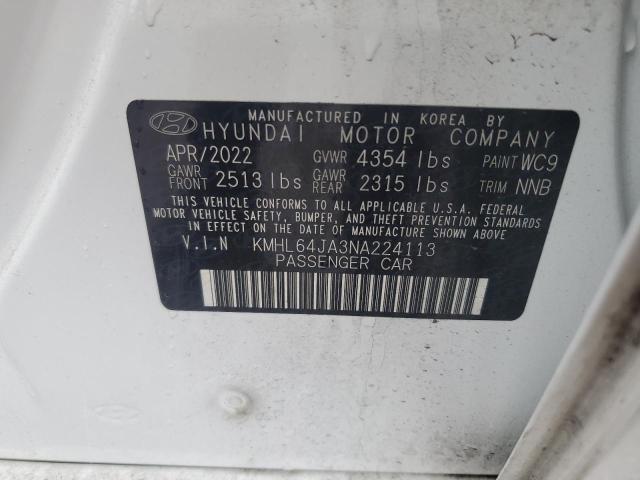 MANUFACTURED IN KOREA BY
HYUNDAI MOTOR COMPANY
APR/2022 GVWR 4354 lbs PAINT WC9
GAWR FRONT 2513 lbs GAWR REAR 2315 lbs TRIM NNB
THIS VEHICLE CONFORMS TO ALL APPLICABLE U.S.A. FEDERAL
MOTOR VEHICLE SAFETY, BUMPER, AND THEFT PREVENTION STANDARDS
IN EFFECT ON THE DATE OF MANUFACTURE SHOWN ABOVE.
V.I.N KMHL64JA3NA224113
PASSENGER CAR